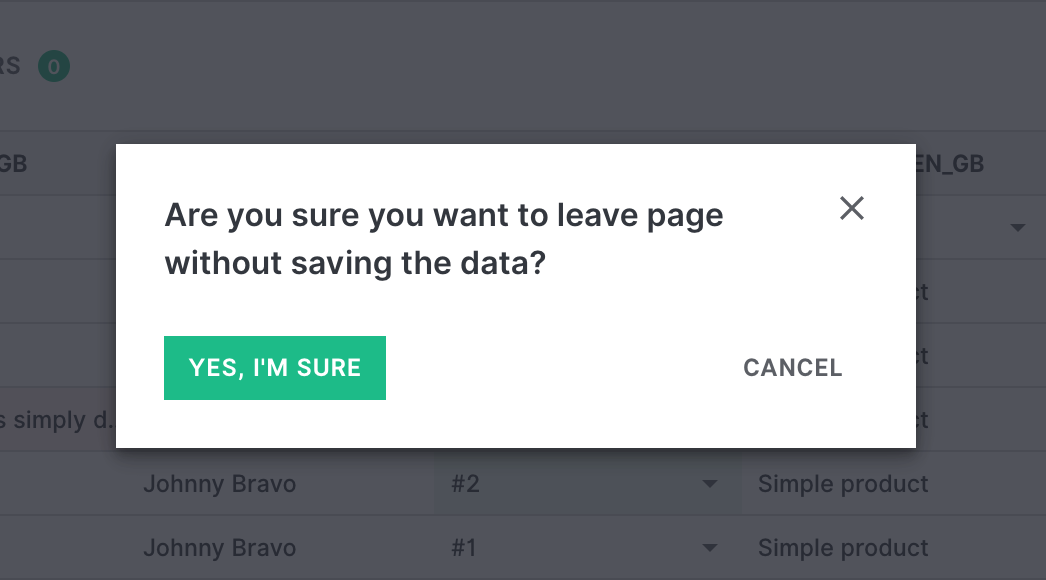 RS 0
GB
EN_GB
Are you sure you want to leave page
without saving the data?
YES, I'M SURE
CANCEL
ct
ct
s simply d...
ct
Johnny Bravo #2 Simple product
Johnny Bravo #1 Simple product